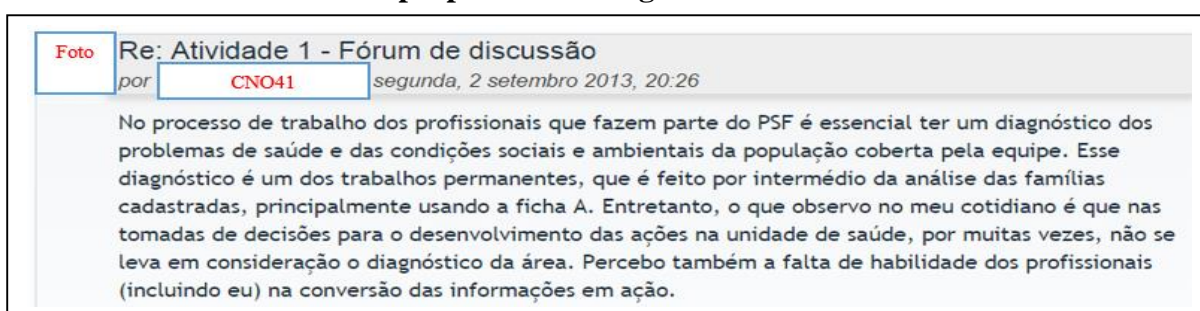 Foto
Re: Atividade 1 - Fórum de discussão
por CNO41 segunda, 2 setembro 2013, 20:26
No processo de trabalho dos profissionais que fazem parte do PSF é essencial ter um diagnóstico dos
problemas de saúde e das condições sociais e ambientais da população coberta pela equipe. Esse
diagnóstico é um dos trabalhos permanentes, que é feito por intermédio da análise das famílias
cadastradas, principalmente usando a ficha A. Entretanto, o que observo no meu cotidiano é que nas
tomadas de decisões para o desenvolvimento das ações na unidade de saúde, por muitas vezes, não se
leva em consideração o diagnóstico da área. Percebo também a falta de habilidade dos profissionais
(incluindo eu) na conversão das informações em ação.